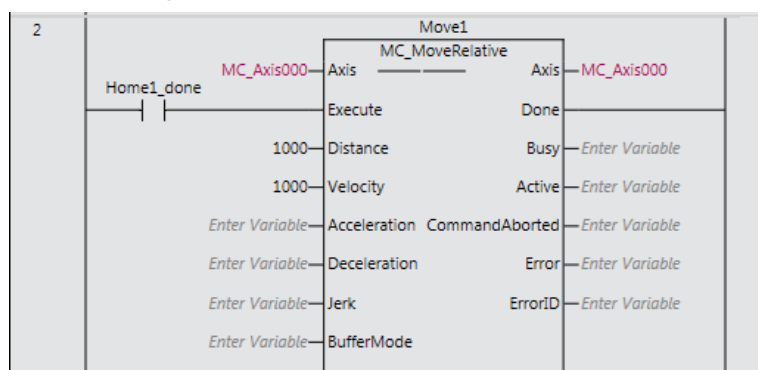 2
Move1
MC_MoveRelative
MC_Axis000 Axis Axis MC_Axis000
Home1_done
Execute Done
1000 Distance Busy Enter Variable
1000 Velocity Active Enter Variable
Enter Variable Acceleration CommandAborted Enter Variable
Enter Variable Deceleration Error Enter Variable
Enter Variable Jerk ErrorID Enter Variable
Enter Variable BufferMode